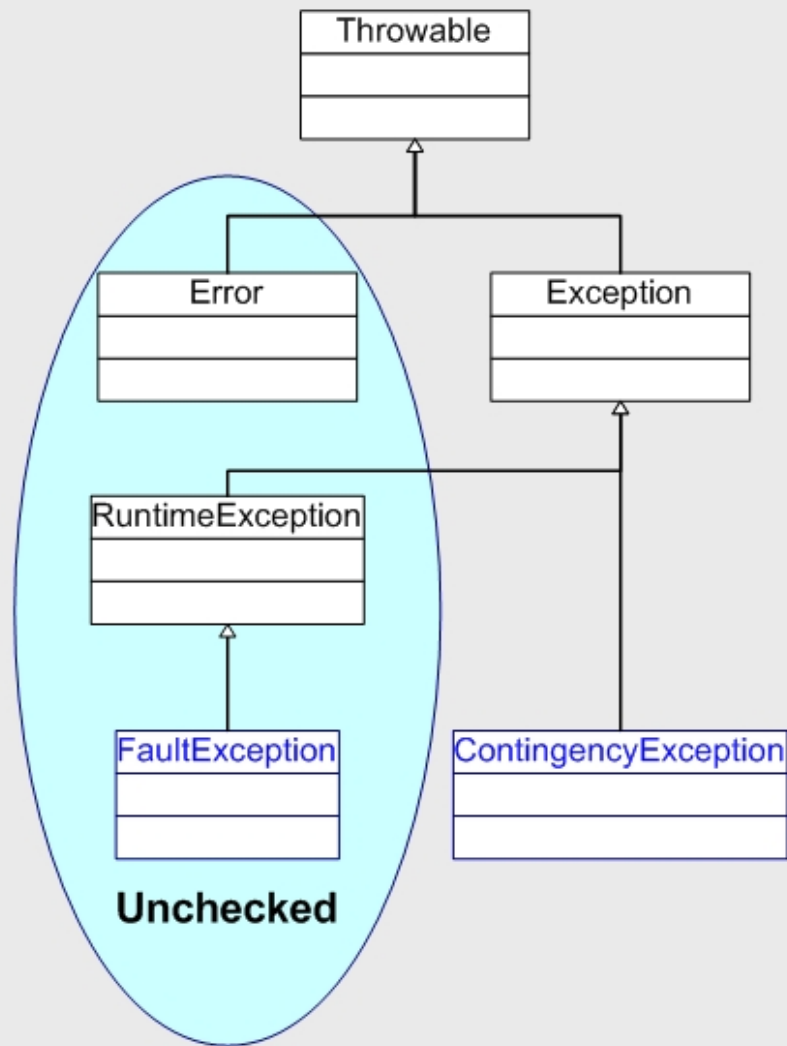 Throwable
Error
Exception
RuntimeException
FaultException
ContingencyException
Unchecked